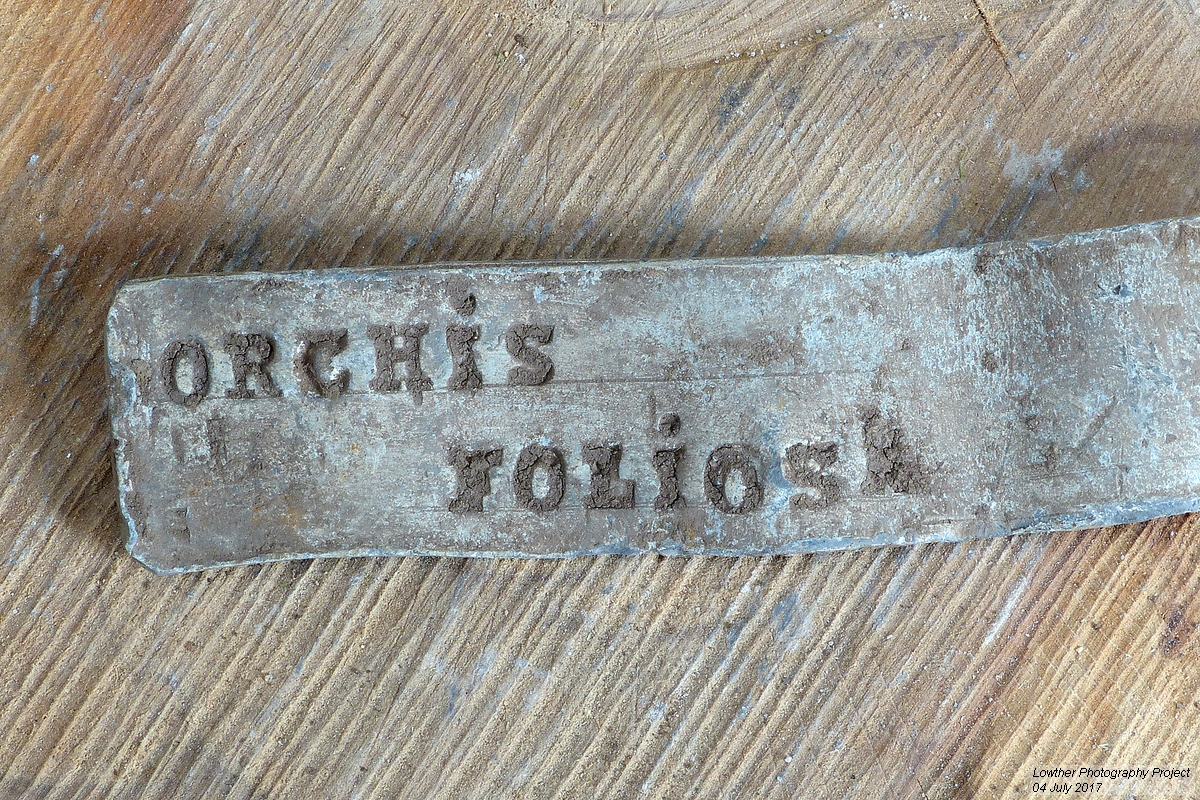 ORCHiS
FOLiOSA
Lowther Photography Project
04 July 2017